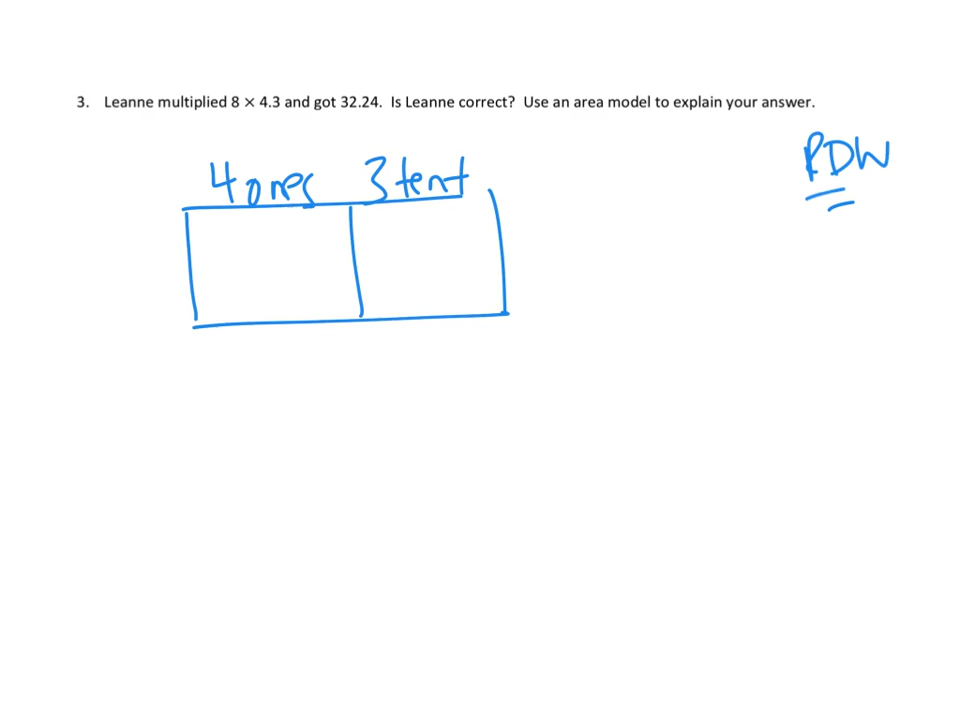 3. Leanne multiplied 8 × 4.3 and got 32.24. Is Leanne correct? Use an area model to explain your answer.
RDW
4 ones 3 tent